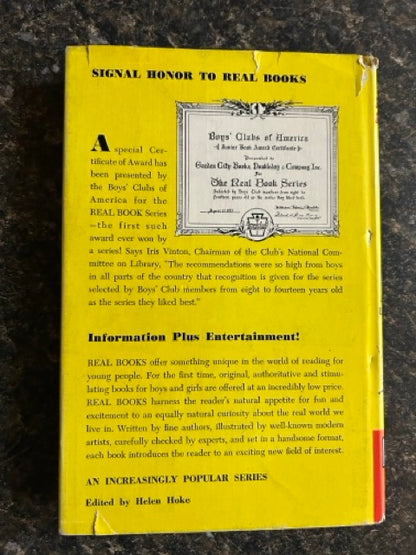 SIGNAL HONOR TO REAL BOOKS
Boys' Clubs of America
Junior Book Award Certificate
Presented to
Garden City Books, Doubleday & Company Inc.
For
The Real Book Series
A special Cer-
tificate of Award has
been presented by
the Boys' Clubs of
America for the
REAL BOOK Series
—the first such
award ever won by
a series! Says Iris Vinton, Chairman of the Club's National Com-
mittee on Library, "The recommendations were so high from boys
in all parts of the country that recognition is given for the series
selected by Boys' Club members from eight to fourteen years old
as the series they liked best."
Information Plus Entertainment!
REAL BOOKS offer something unique in the world of reading for
young people. For the first time, original, authoritative and stimu-
lating books for boys and girls are offered at an incredibly low price.
REAL BOOKS harness the reader's natural appetite for fun and
excitement to an equally natural curiosity about the real world we
live in. Written by fine authors, illustrated by well-known modern
artists, carefully checked by experts, and set in a handsome format,
each book introduces the reader to an exciting new field of interest.
AN INCREASINGLY POPULAR SERIES
Edited by Helen Hoke